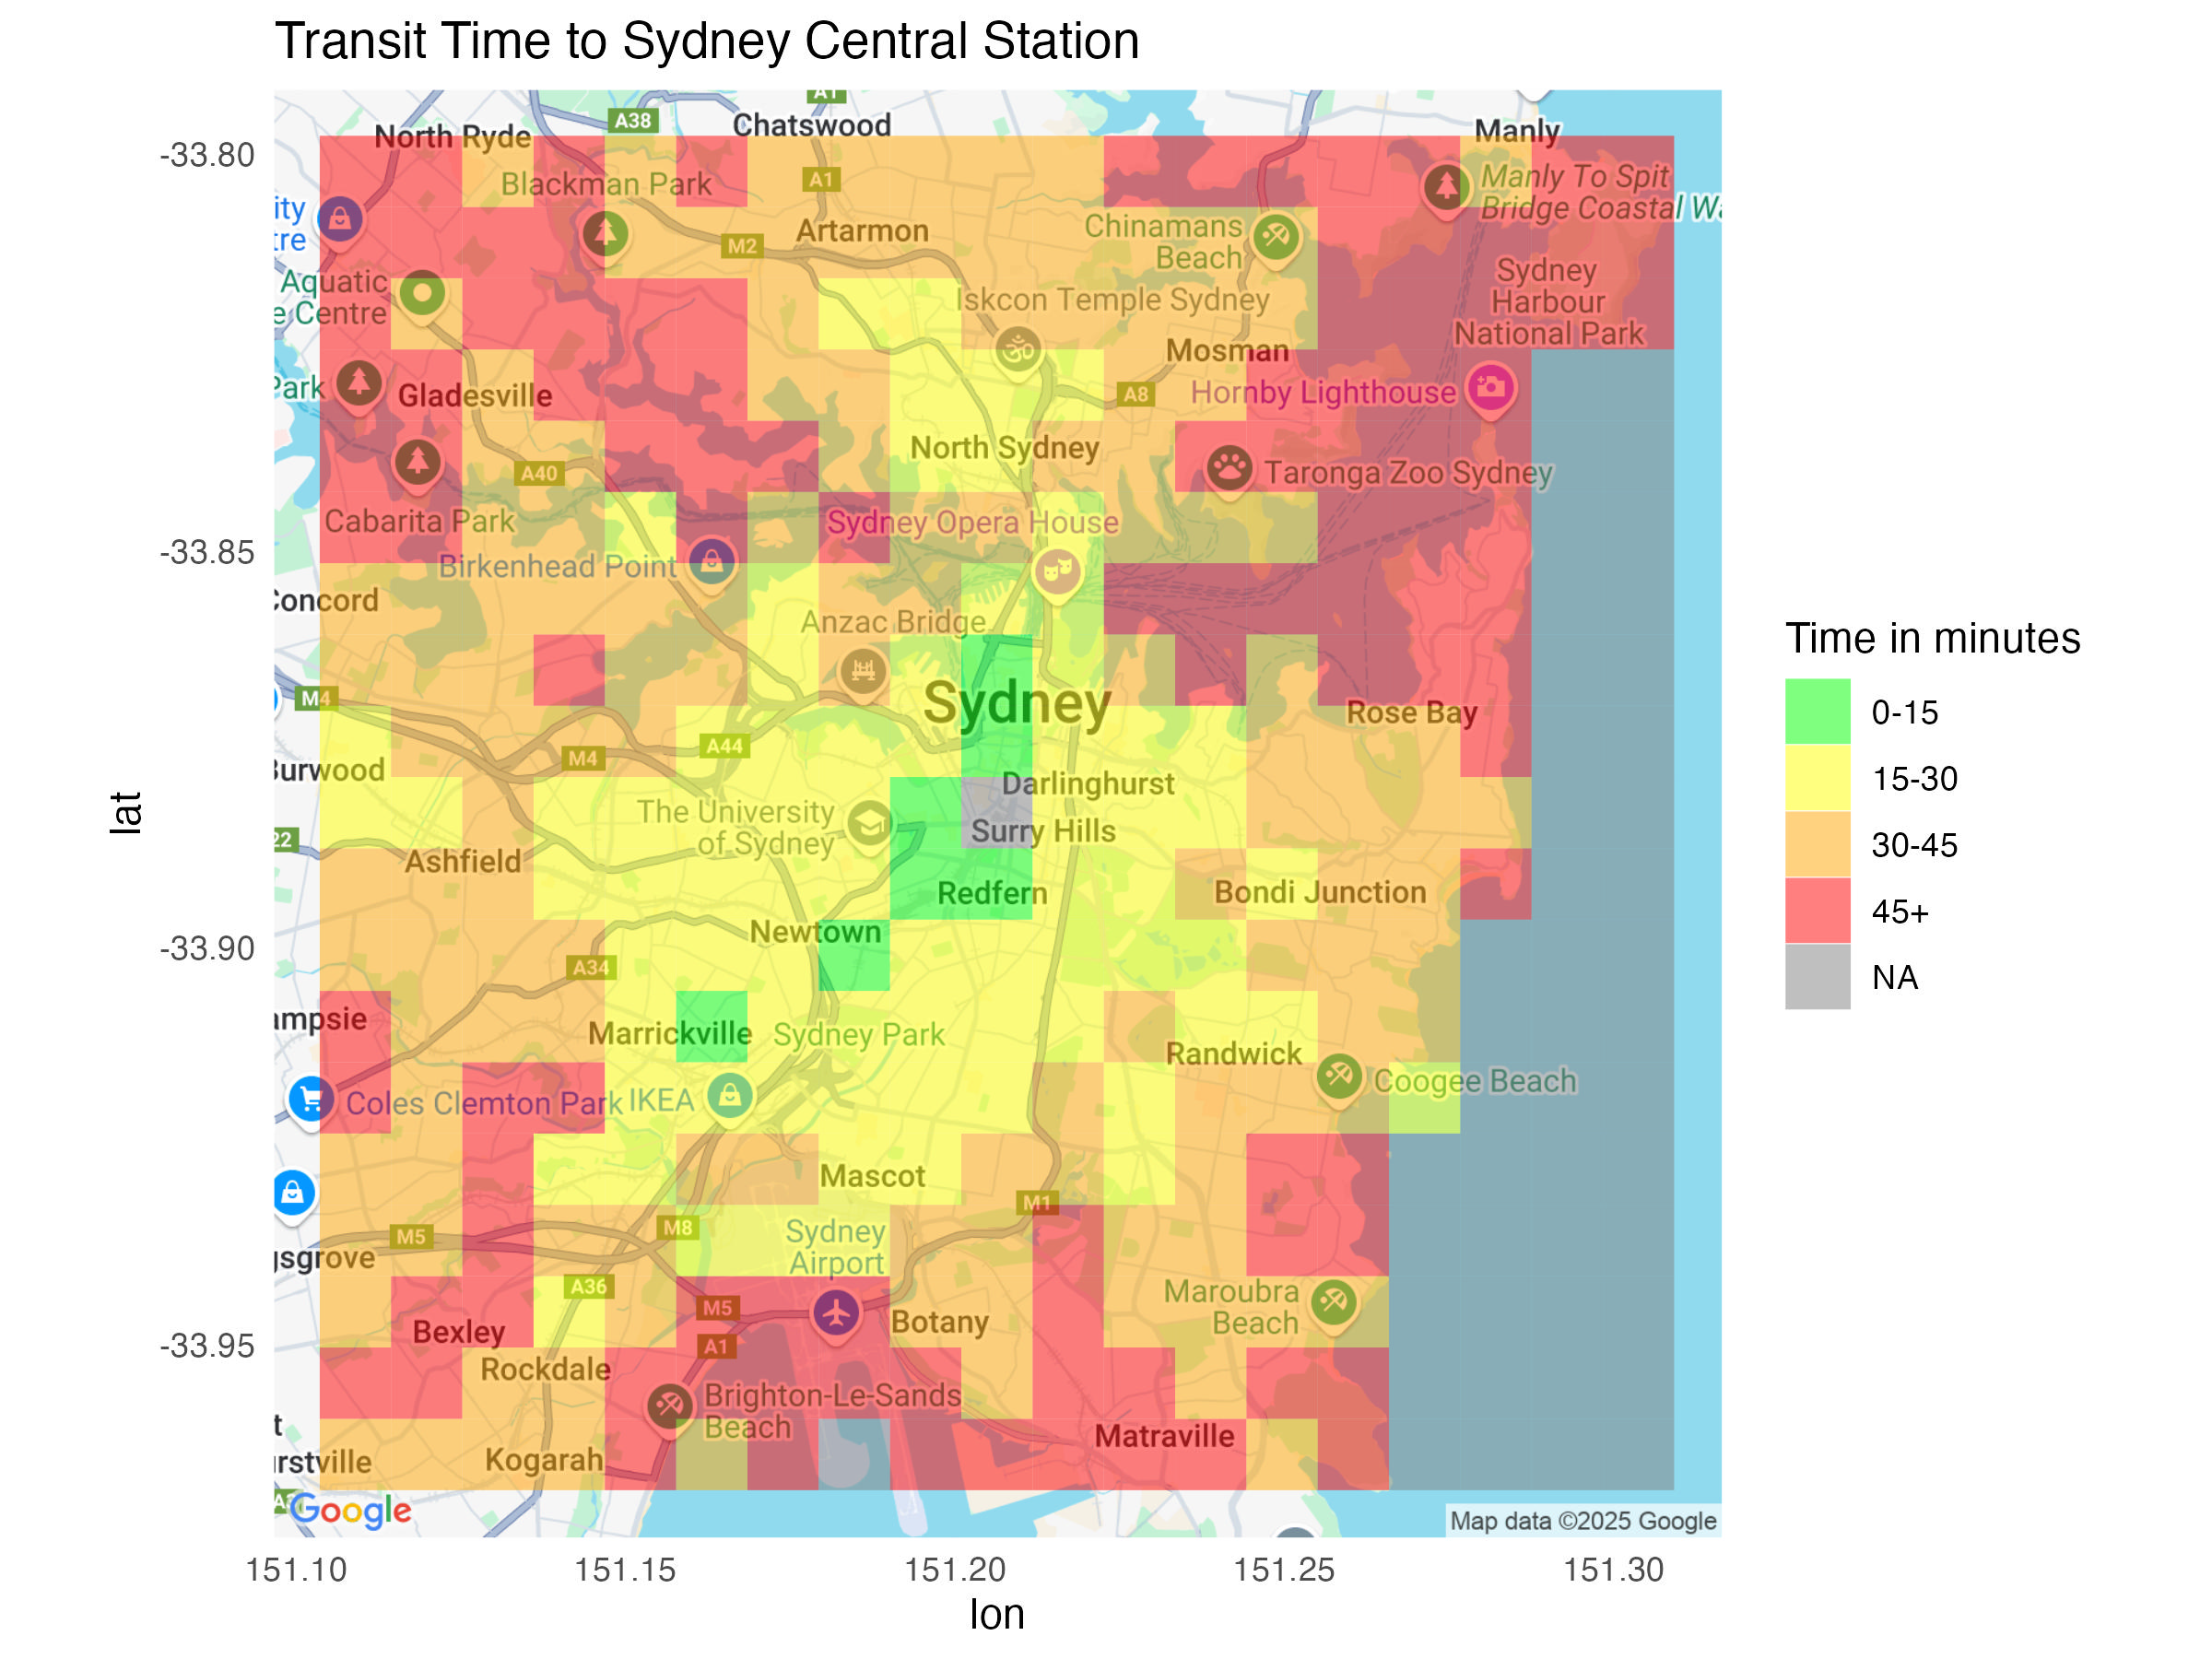 Transit Time to Sydney Central Station
A1
A38
Chatswood
North Ryde
Manly
-33.80
Blackman Park
A1
Manly To Spit
Bridge Coastal
ity
tre
Chinamans
Beach
Artarmon
M2
Aquatic
e Centre
Iskcon Temple Sydney
Sydney
Harbour
National Park
Mosman
Park
Gladesville
A8
Hornby Lighthouse
North Sydney
A40
Taronga Zoo Sydney
Cabarita Park
Sydney Opera House
-33.85
Birkenhead Point
Concord
Anzac Bridge
Time in minutes
M4
Sydney
Rose Bay
0-15
A44
M4
Burwood
Darlinghurst
15-30
lat
The University
of Sydney
Surry Hills
22
30-45
Ashfield
Redfern
Bondi Junction
45+
Newtown
-33.90
A34
NA
ampsie
Marrickville
Sydney Park
Randwick
Coles Clemton Park
IKEA
Coogee Beach
Mascot
M1
M5
M8
Sydney
Airport
gsgrove
A36
M5
Maroubra
Beach
Bexley
Botany
-33.95
A1
Rockdale
Brighton-Le-Sands
Beach
t
Matraville
urstville
Kogarah
Google
Map data ©2025 Google
151.10
151.15
151.20
151.25
151.30
lon